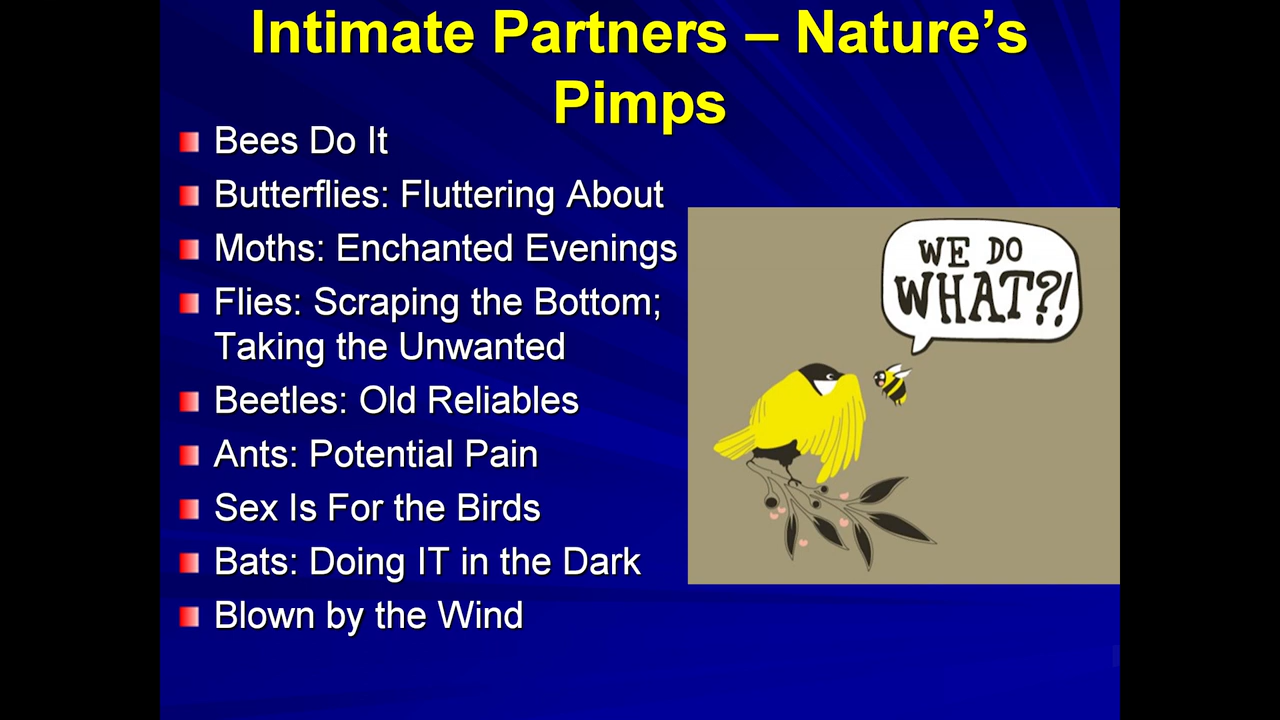 Intimate Partners – Nature’s
Pimps
Bees Do It
Butterflies: Fluttering About
Moths: Enchanted Evenings
Flies: Scraping the Bottom;
Taking the Unwanted
Beetles: Old Reliables
Ants: Potential Pain
Sex Is For the Birds
Bats: Doing IT in the Dark
Blown by the Wind
WE DO
WHAT?!